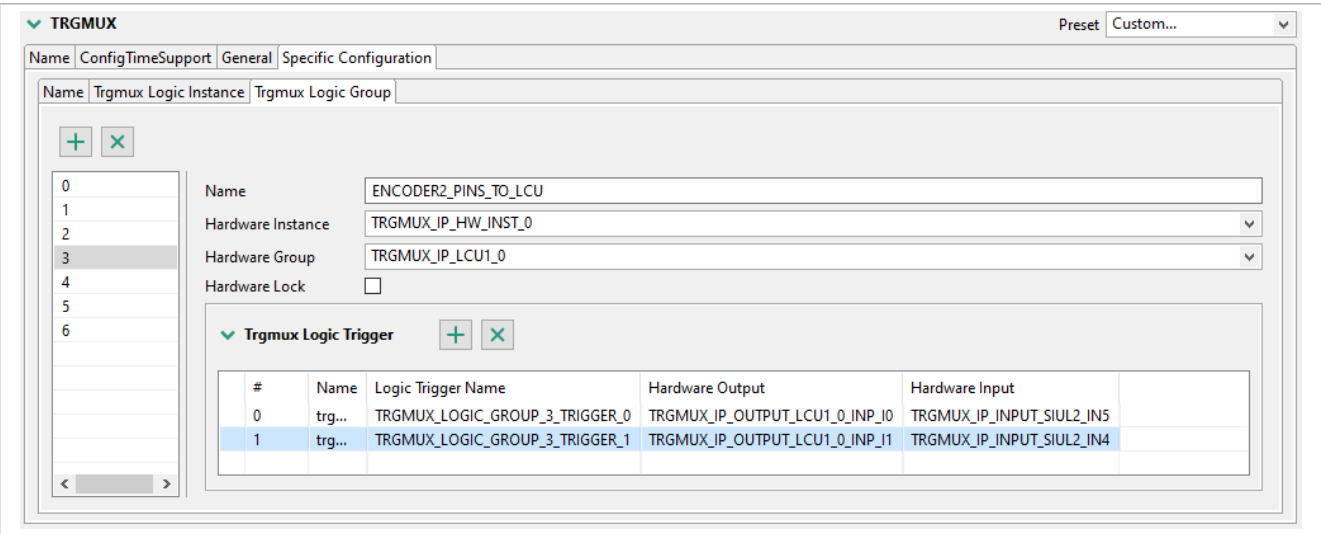 TRGMUX Preset Custom...
Name ConfigTimeSupport General Specific Configuration
Name Trgmux Logic Instance Trgmux Logic Group
0
1
2
3
4
5
6
Name ENCODER2_PINS_TO_LCU
Hardware Instance TRGMUX_IP_HW_INST_0
Hardware Group TRGMUX_IP_LCU1_0
Hardware Lock
Trgmux Logic Trigger
# Name Logic Trigger Name Hardware Output Hardware Input
0 trg... TRGMUX_LOGIC_GROUP_3_TRIGGER_0 TRGMUX_IP_OUTPUT_LCU1_0_INP_I0 TRGMUX_IP_INPUT_SIUL2_IN5
1 trg... TRGMUX_LOGIC_GROUP_3_TRIGGER_1 TRGMUX_IP_OUTPUT_LCU1_0_INP_I1 TRGMUX_IP_INPUT_SIUL2_IN4